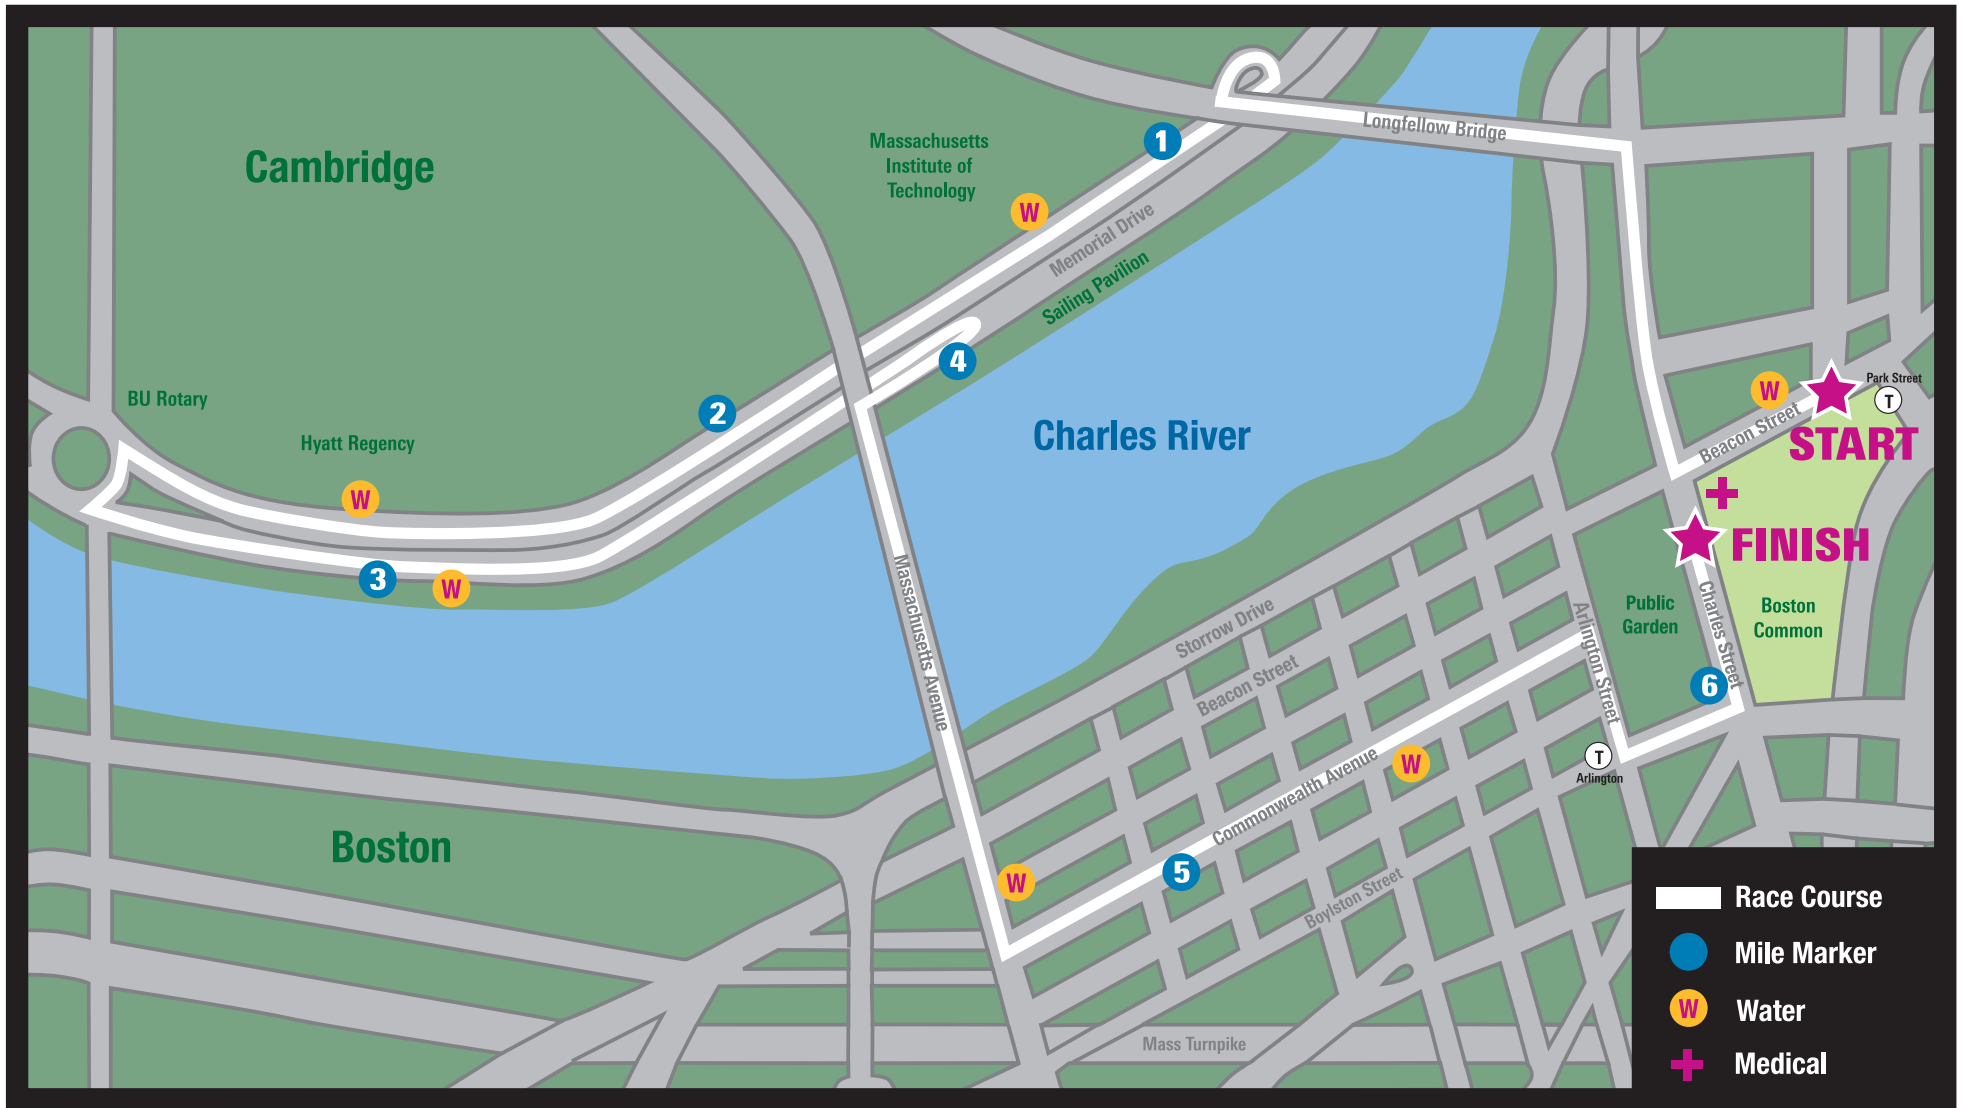 Cambridge
Massachusetts
Institute of
Technology
1
Longfellow Bridge
W
Memorial Drive
Sailing Pavilion
4
2
BU Rotary
Hyatt Regency
W
3
W
Charles River
W
Park Street
T
Beacon Street
START
FINISH
Public
Garden
Boston
Common
Charles Street
6
Arlington Street
T
Arlington
Massachusetts Avenue
Storrow Drive
Beacon Street
Commonwealth Avenue
W
5
W
Boylston Street
Boston
Mass Turnpike
Race Course
Mile Marker
W
Water
Medical